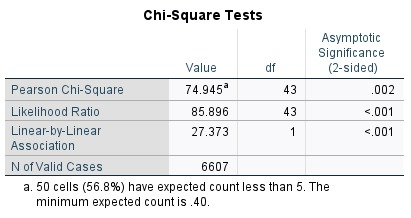 Chi-Square Tests
Value df Asymptotic Significance (2-sided)
Pearson Chi-Square 74.945a 43 .002
Likelihood Ratio 85.896 43 <.001
Linear-by-Linear Association 27.373 1 <.001
N of Valid Cases 6607
a. 50 cells (56.8%) have expected count less than 5. The
minimum expected count is .40.